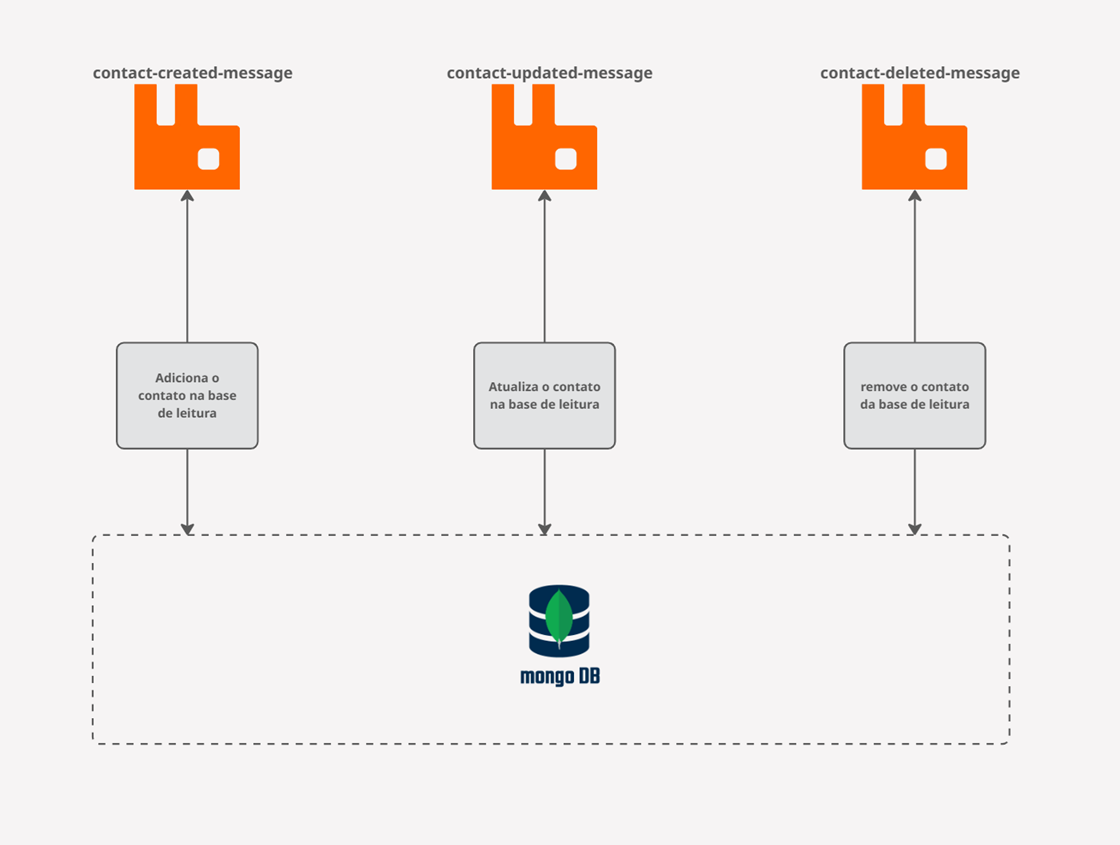 contact-created-message
contact-updated-message
contact-deleted-message
Adiciona o
contato na base
de leitura
Atualiza o contato
na base de leitura
remove o contato
da base de leitura
mongo DB